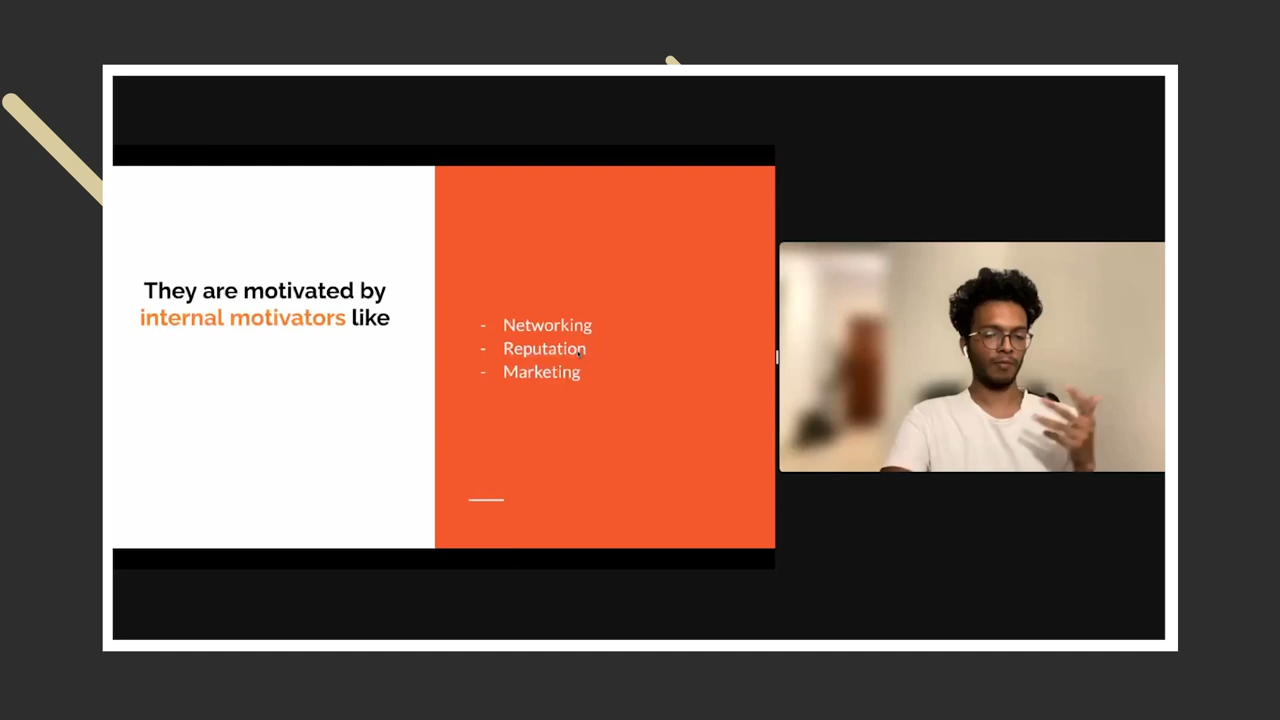 They are motivated by
internal motivators like
- Networking
- Reputation
- Marketing